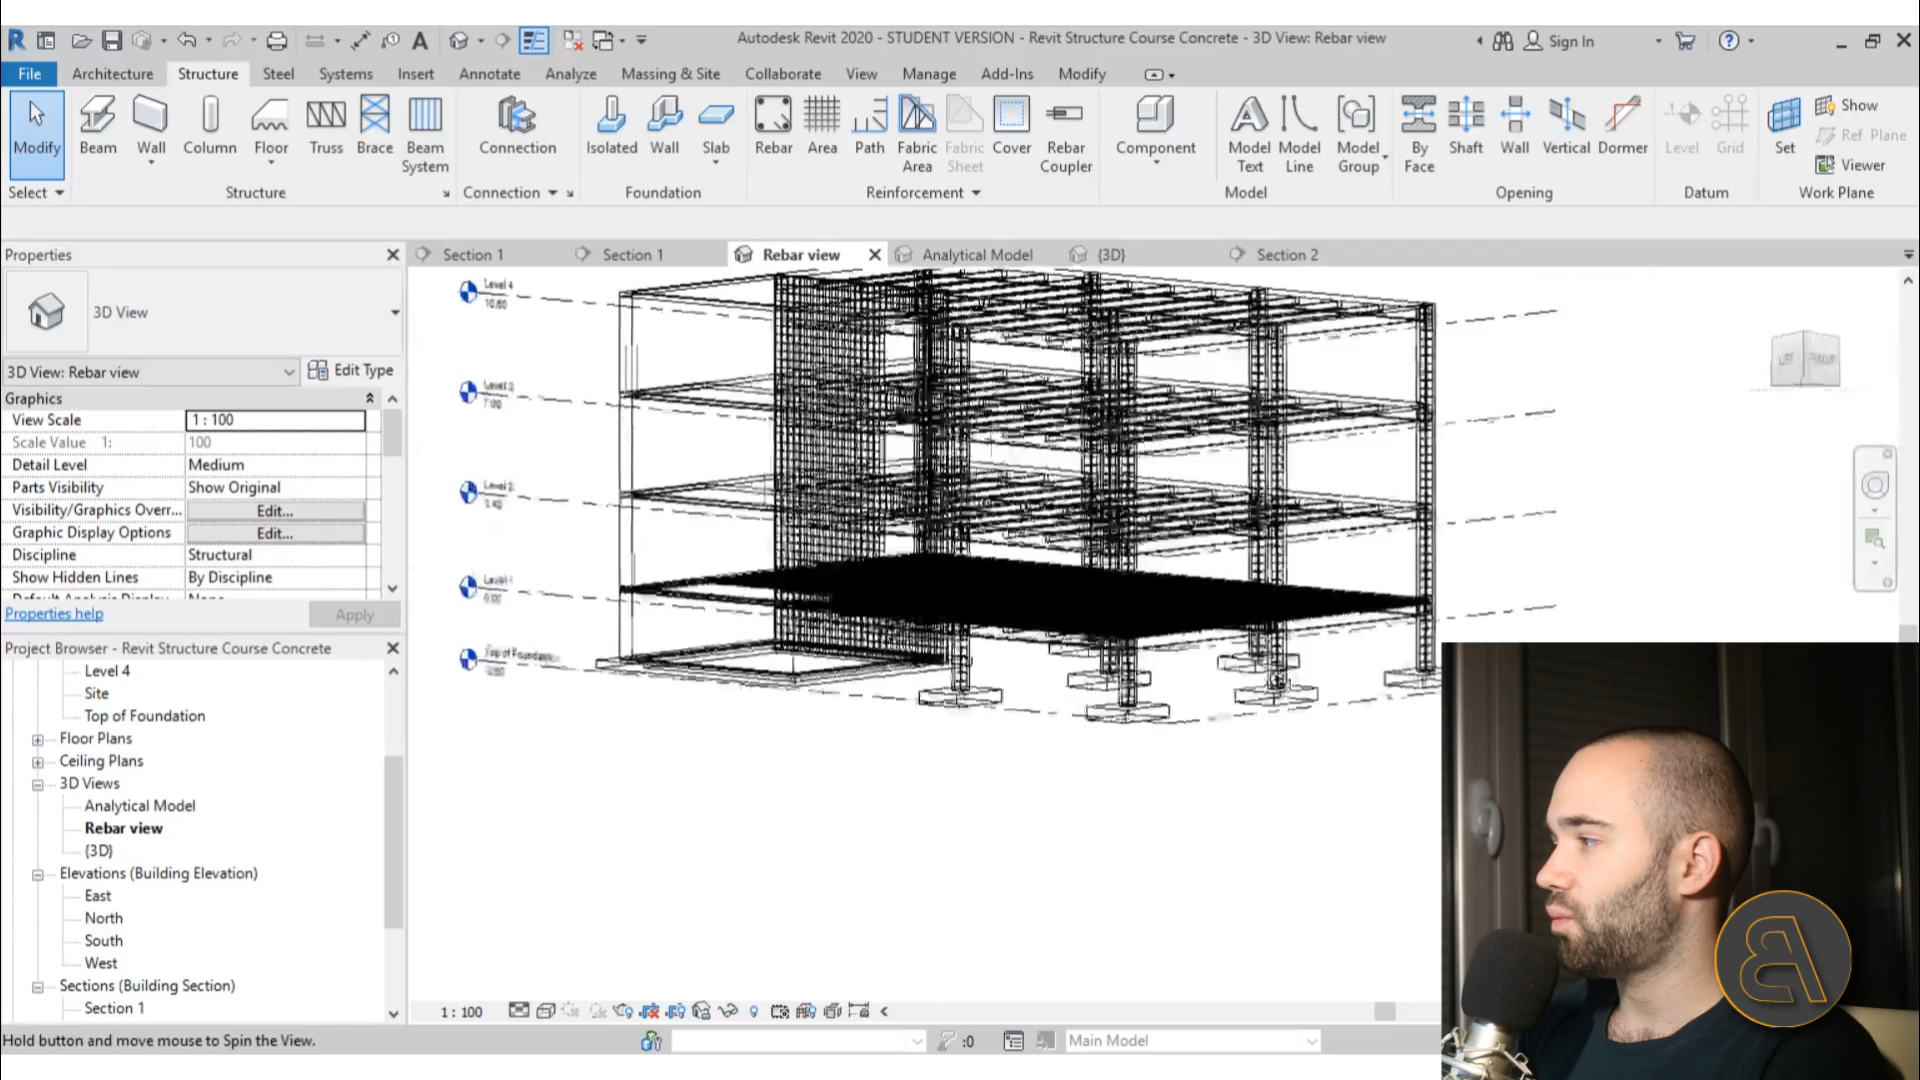 Autodesk Revit 2020 - STUDENT VERSION - Revit Structure Course Concrete - 3D View: Rebar view
Sign In
File Architecture Structure Steel Systems Insert Annotate Analyze Massing & Site Collaborate View Manage Add-Ins Modify
Modify
Beam Wall Column Floor Truss Brace Beam System
Connection
Isolated Wall Slab
Rebar Area Path Fabric Area Fabric Sheet Cover Rebar Coupler
Component
Model Text Model Line Model Group
By Face Shaft Wall Vertical Dormer
Level Grid
Set Show Ref Plane Viewer
Select Structure Connection Foundation Reinforcement Model Opening Datum Work Plane
Properties
3D View
3D View: Rebar view Edit Type
Graphics
View Scale 1 : 100
Scale Value 1: 100
Detail Level Medium
Parts Visibility Show Original
Visibility/Graphics Overr... Edit...
Graphic Display Options Edit...
Discipline Structural
Show Hidden Lines By Discipline
Properties help Apply
Project Browser - Revit Structure Course Concrete
Level 4
Site
Top of Foundation
Floor Plans
Ceiling Plans
3D Views
Analytical Model
Rebar view
{3D}
Elevations (Building Elevation)
East
North
South
West
Sections (Building Section)
Section 1
Section 1 Section 1 Rebar view Analytical Model {3D} Section 2
Level 4
Level 2
Top of Foundation
LEFT
1 : 100
Hold button and move mouse to Spin the View.
:0
Main Model